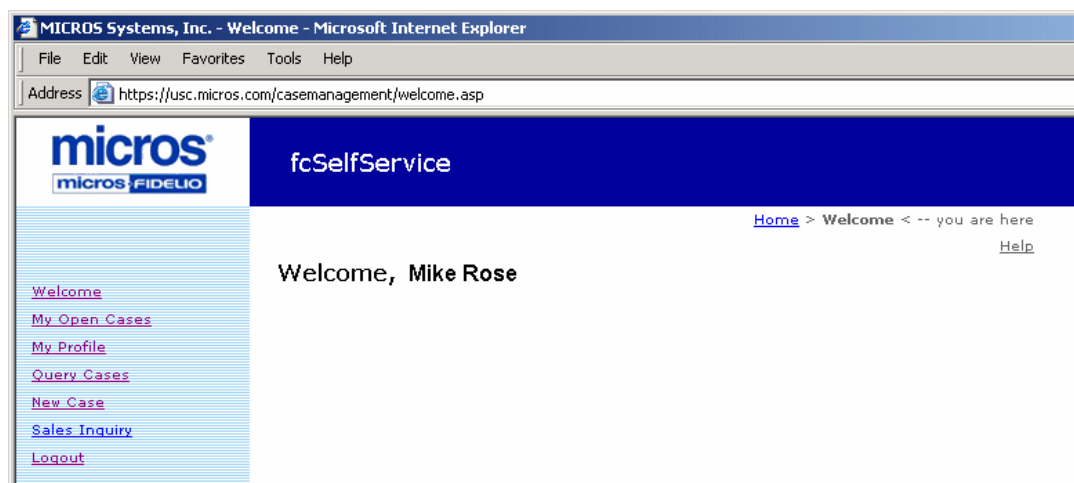 MICROS Systems, Inc. - Welcome - Microsoft Internet Explorer
File Edit View Favorites Tools Help
Address https://usc.micros.com/casemanagement/welcome.asp
micros®
micros FIDELIO
fcSelfService
Home > Welcome < -- you are here
Help
Welcome, Mike Rose
Welcome
My Open Cases
My Profile
Query Cases
New Case
Sales Inquiry
Logout